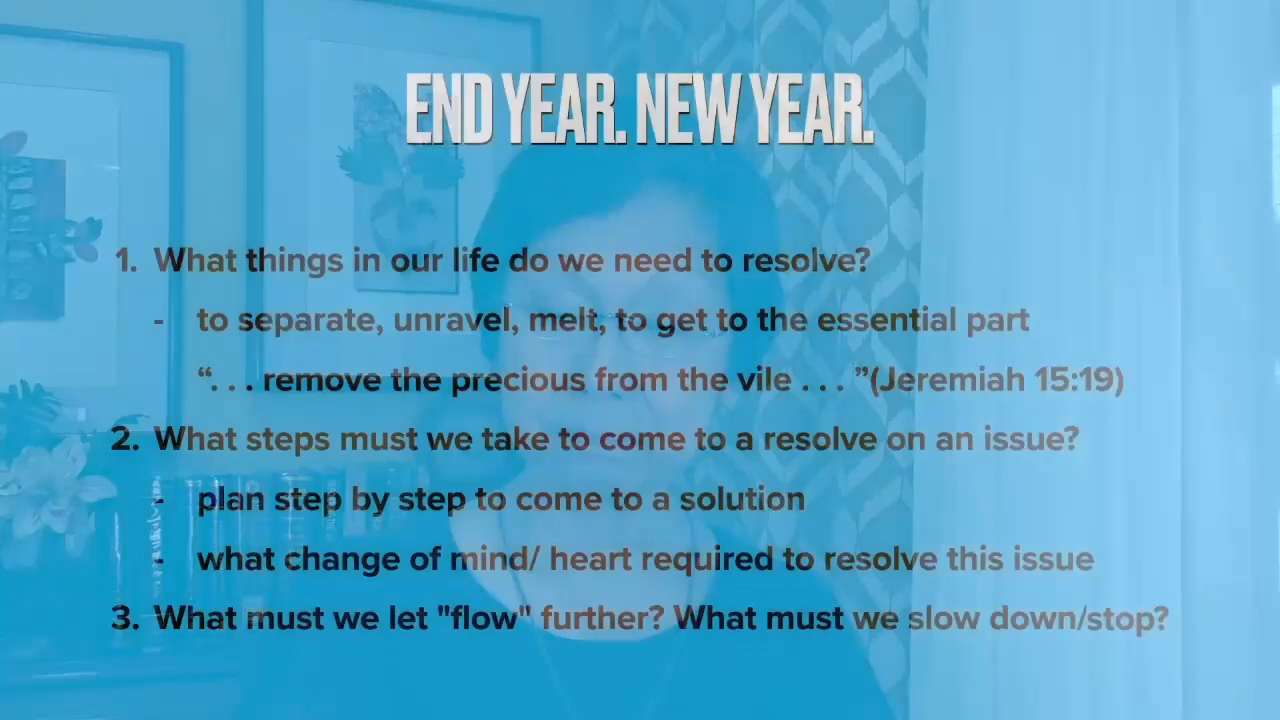 END YEAR. NEW YEAR.
1. What things in our life do we need to resolve?
- to separate, unravel, melt, to get to the essential part
“. . . remove the precious from the vile . . . ”(Jeremiah 15:19)
2. What steps must we take to come to a resolve on an issue?
- plan step by step to come to a solution
- what change of mind/ heart required to resolve this issue
3. What must we let "flow" further? What must we slow down/stop?